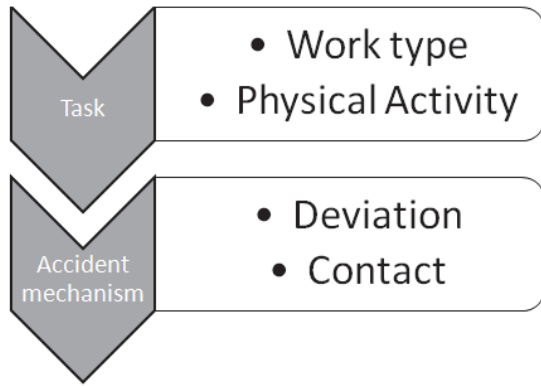 Task
• Work type
• Physical Activity
Accident
mechanism
• Deviation
• Contact